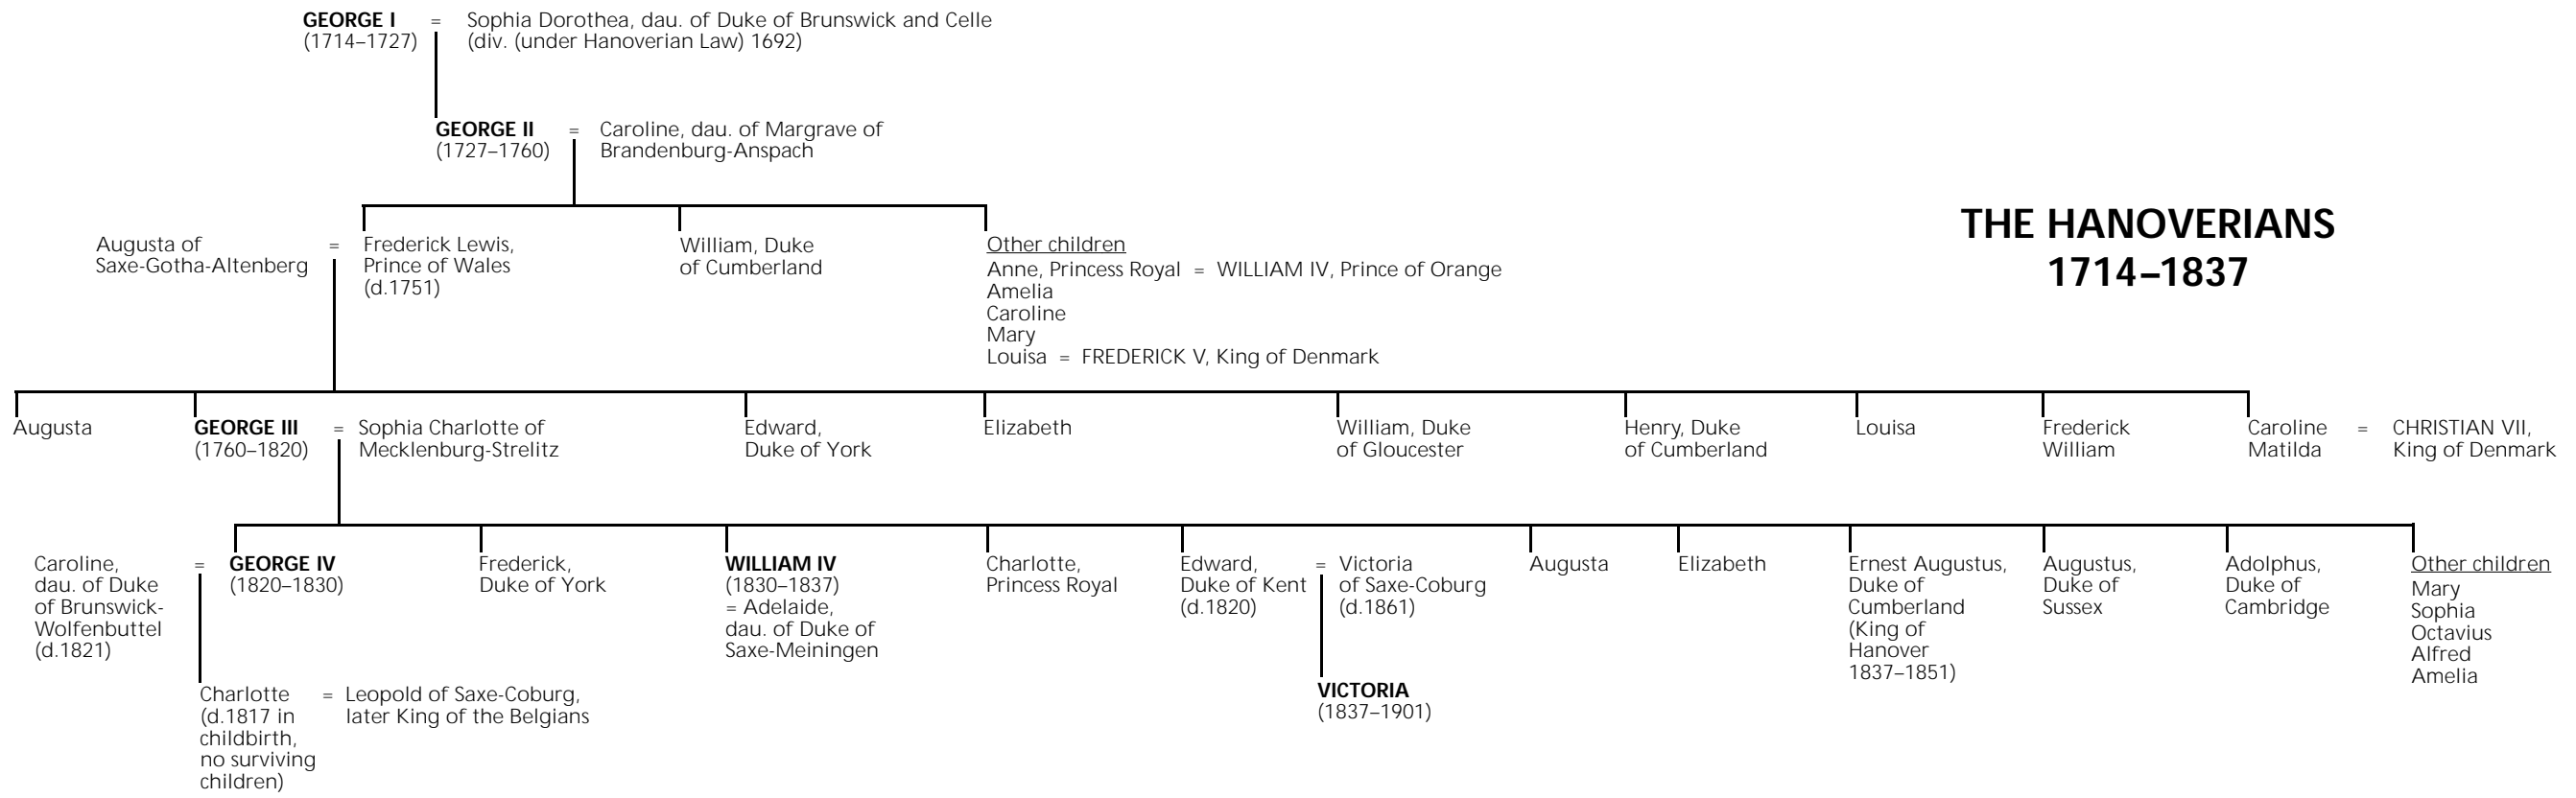 GEORGE I = Sophia Dorothea, dau. of Duke of Brunswick and Celle
(1714–1727) (div. (under Hanoverian Law) 1692)
GEORGE II = Caroline, dau. of Margrave of
(1727–1760) Brandenburg-Anspach
THE HANOVERIANS
1714–1837
Augusta of
Saxe-Gotha-Altenberg
=
Frederick Lewis,
Prince of Wales
(d.1751)
William, Duke
of Cumberland
Other children
Anne, Princess Royal = WILLIAM IV, Prince of Orange
Amelia
Caroline
Mary
Louisa = FREDERICK V, King of Denmark
Augusta
GEORGE III
(1760–1820)
=
Sophia Charlotte of
Mecklenburg-Strelitz
Edward,
Duke of York
Elizabeth
William, Duke
of Gloucester
Henry, Duke
of Cumberland
Louisa
Frederick
William
Caroline
Matilda
=
CHRISTIAN VII,
King of Denmark
Caroline,
dau. of Duke
of Brunswick-
Wolfenbuttel
(d.1821)
=
GEORGE IV
(1820–1830)
Frederick,
Duke of York
WILLIAM IV
(1830–1837)
= Adelaide,
dau. of Duke of
Saxe-Meiningen
Charlotte,
Princess Royal
Edward,
Duke of Kent
(d.1820)
=
Victoria
of Saxe-Coburg
(d.1861)
Augusta
Elizabeth
Ernest Augustus,
Duke of
Cumberland
(King of
Hanover
1837–1851)
Augustus,
Duke of
Sussex
Adolphus,
Duke of
Cambridge
Other children
Mary
Sophia
Octavius
Alfred
Amelia
Charlotte
(d.1817 in
childbirth,
no surviving
children)
= Leopold of Saxe-Coburg,
later King of the Belgians
VICTORIA
(1837–1901)